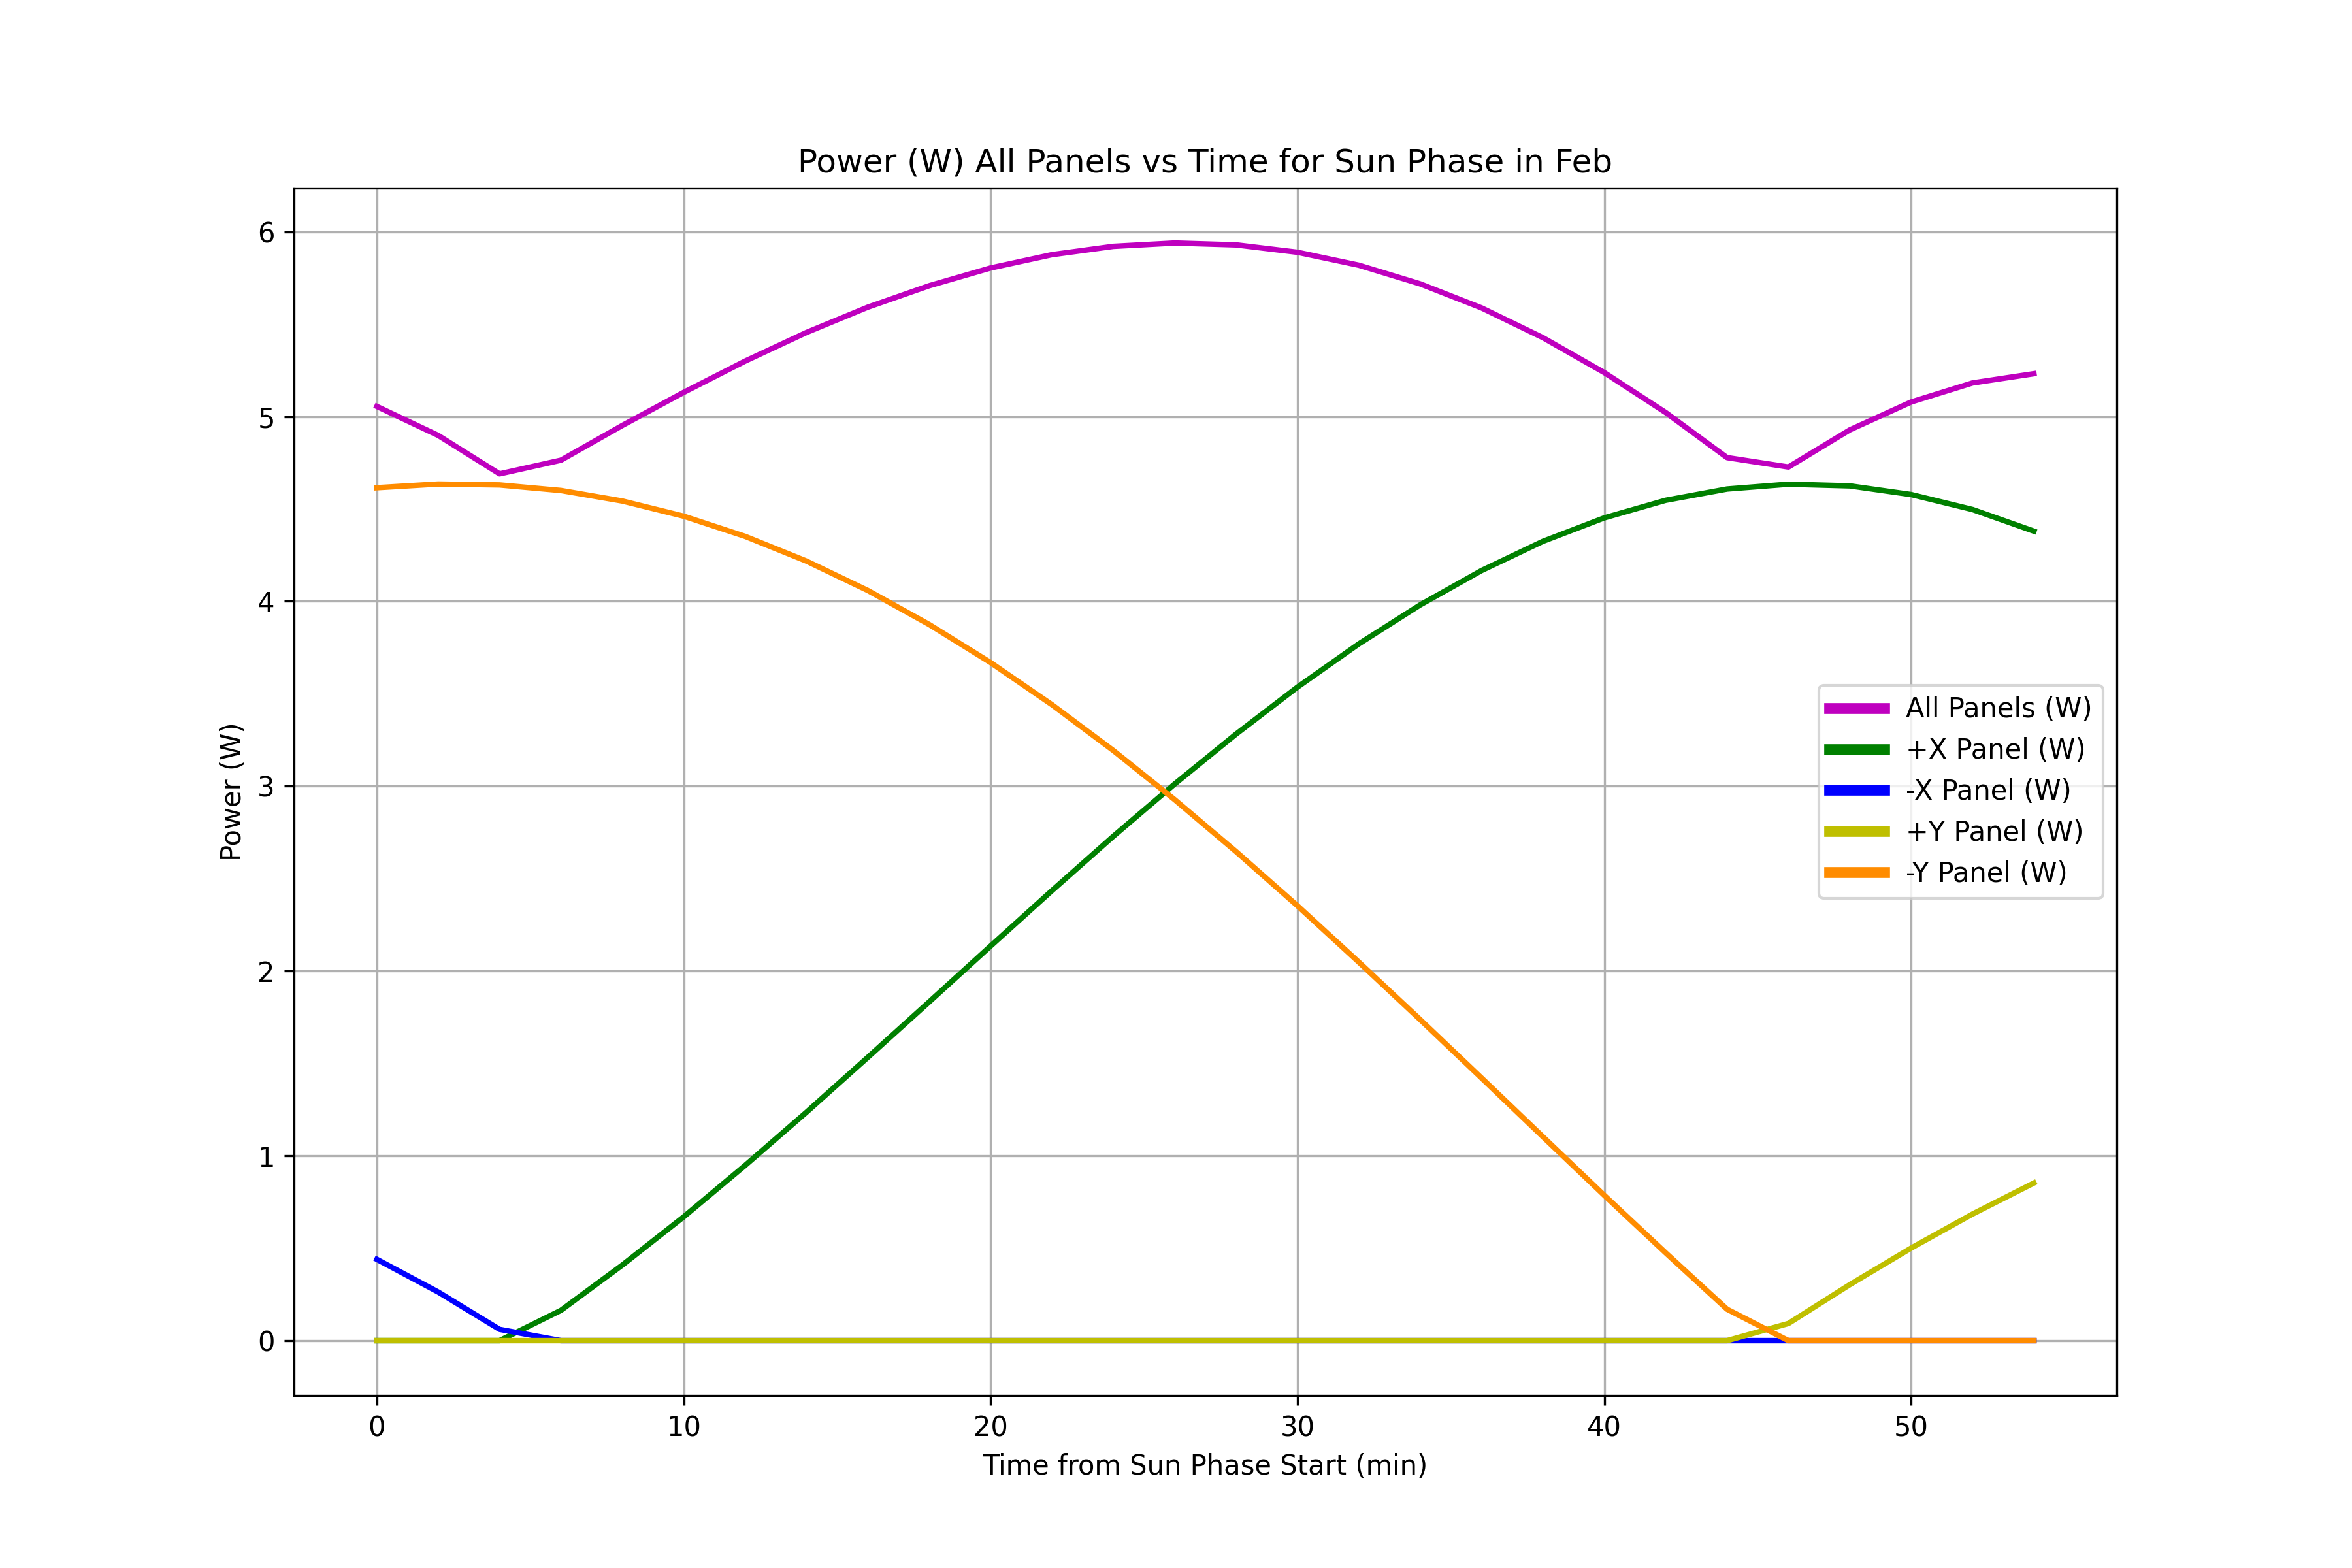 Power (W) All Panels vs Time for Sun Phase in Feb
6
5
4
3
2
1
0
Power (W)
All Panels (W)
+X Panel (W)
-X Panel (W)
+Y Panel (W)
-Y Panel (W)
0 10 20 30 40 50
Time from Sun Phase Start (min)